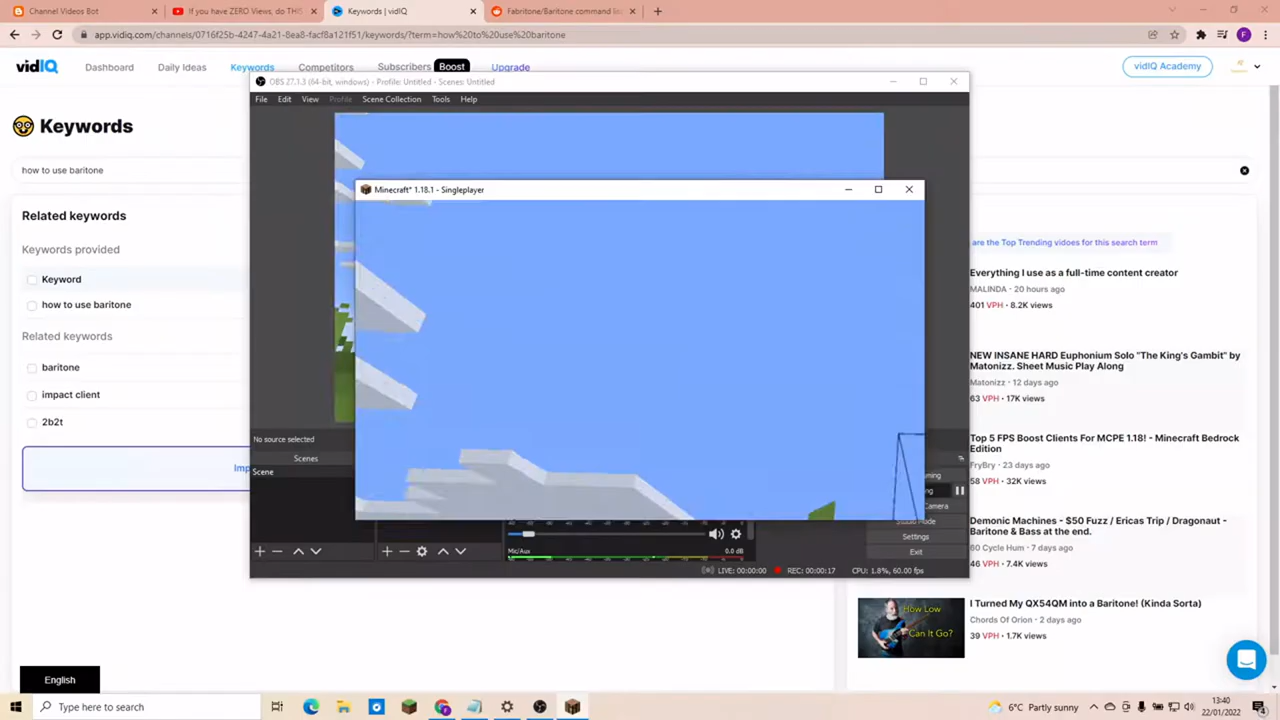 Channel Videos Bot
If you have ZERO Views, do THIS
Keywords | vidIQ
Fabritone/Baritone command lis
app.vidiq.com/channels/0716f25b-4247-4a21-8ea8-facf8a121f51/keywords/?term=how%20to%20use%20baritone
F
vidIQ
Dashboard
Daily Ideas
Keywords
Competitors
Subscribers
Boost
Upgrade
vidIQ Academy
OBS 27.1.3 (64-bit, windows) - Profile: Untitled - Scenes: Untitled
File Edit View Profile Scene Collection Tools Help
Keywords
how to use baritone
Minecraft* 1.18.1 - Singleplayer
Related keywords
Keywords provided
Keyword
how to use baritone
Related keywords
baritone
impact client
2b2t
Imp
are the Top Trending vidoes for this search term
Everything I use as a full-time content creator
MALINDA · 20 hours ago
401 VPH · 8.2K views
NEW INSANE HARD Euphonium Solo "The King's Gambit" by
Matonizz. Sheet Music Play Along
Matonizz · 12 days ago
63 VPH · 17K views
Top 5 FPS Boost Clients For MCPE 1.18! - Minecraft Bedrock
Edition
FryBry · 23 days ago
58 VPH · 32K views
Demonic Machines - $50 Fuzz / Ericas Trip / Dragonaut -
Baritone & Bass at the end.
60 Cycle Hum · 7 days ago
46 VPH · 7.4K views
I Turned My QX54QM into a Baritone! (Kinda Sorta)
Chords Of Orion · 2 days ago
39 VPH · 1.7K views
How Low
Can It Go?
No source selected
Scenes
Scene
Camera
Studio Mode
Settings
Exit
Mic/Aux
0.0 dB
LIVE: 00:00:00
REC: 00:00:17
CPU: 1.8%, 60.00 fps
English
Type here to search
6°C Partly sunny
13:40
22/01/2022
4